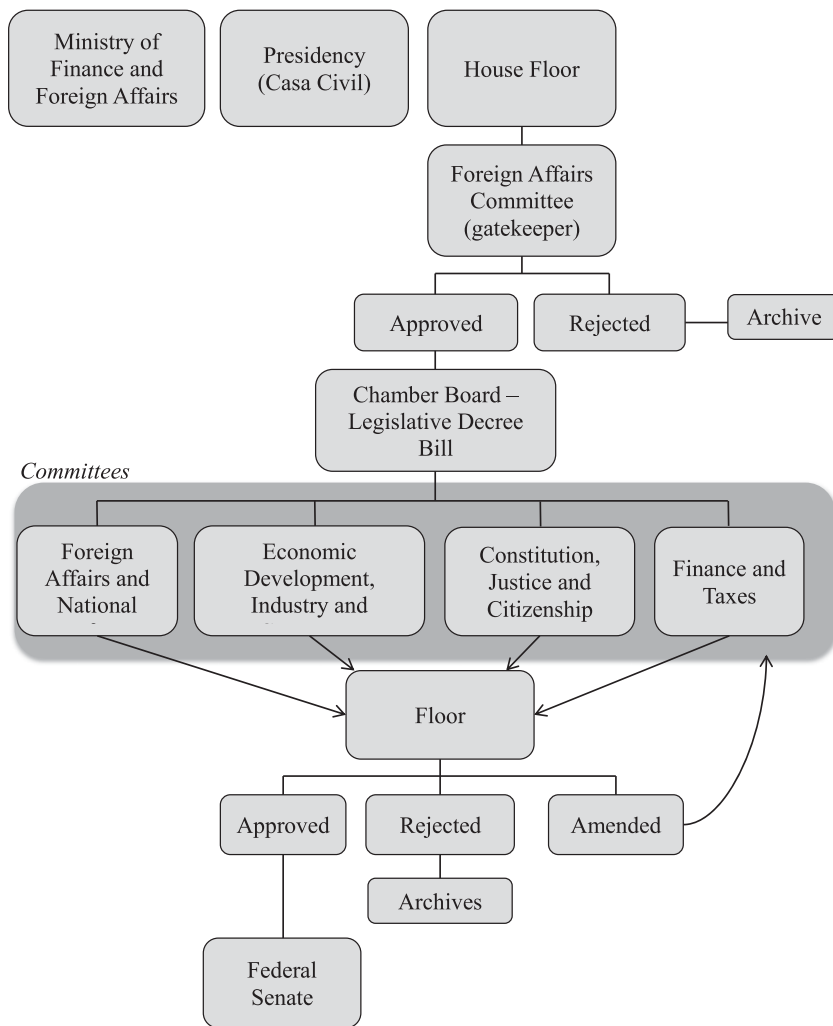 Ministry of
Finance and
Foreign Affairs
Presidency
(Casa Civil)
House Floor
Foreign Affairs
Committee
(gatekeeper)
Approved
Rejected
Archive
Chamber Board –
Legislative Decree
Bill
Committees
Foreign
Affairs and
National
Economic
Development,
Industry and
Constitution,
Justice and
Citizenship
Finance and
Taxes
Floor
Approved
Rejected
Amended
Archives
Federal
Senate